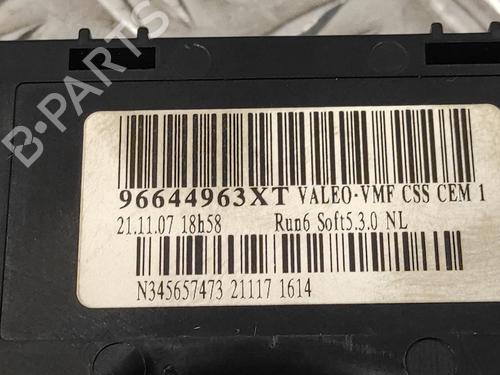 B-PARTS
96644963XT VALEO-VMF CSS CEM 1
21.11.07 18h58 Run6 Soft5.3.0 NL
N345657473 21117 1614